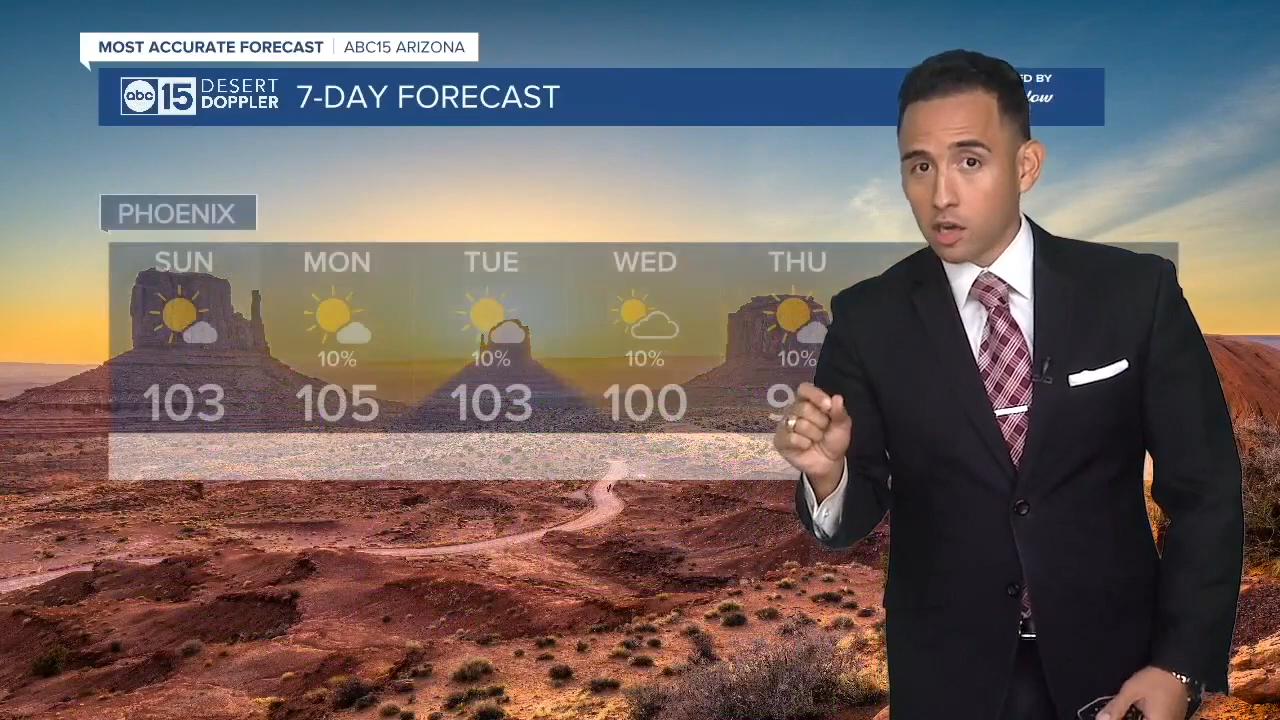 MOST ACCURATE FORECAST | ABC15 ARIZONA
abc 15 DESERT DOPPLER 7-DAY FORECAST
BY
PHOENIX
SUN MON TUE WED THU
10% 10% 10% 10%
103 105 103 100